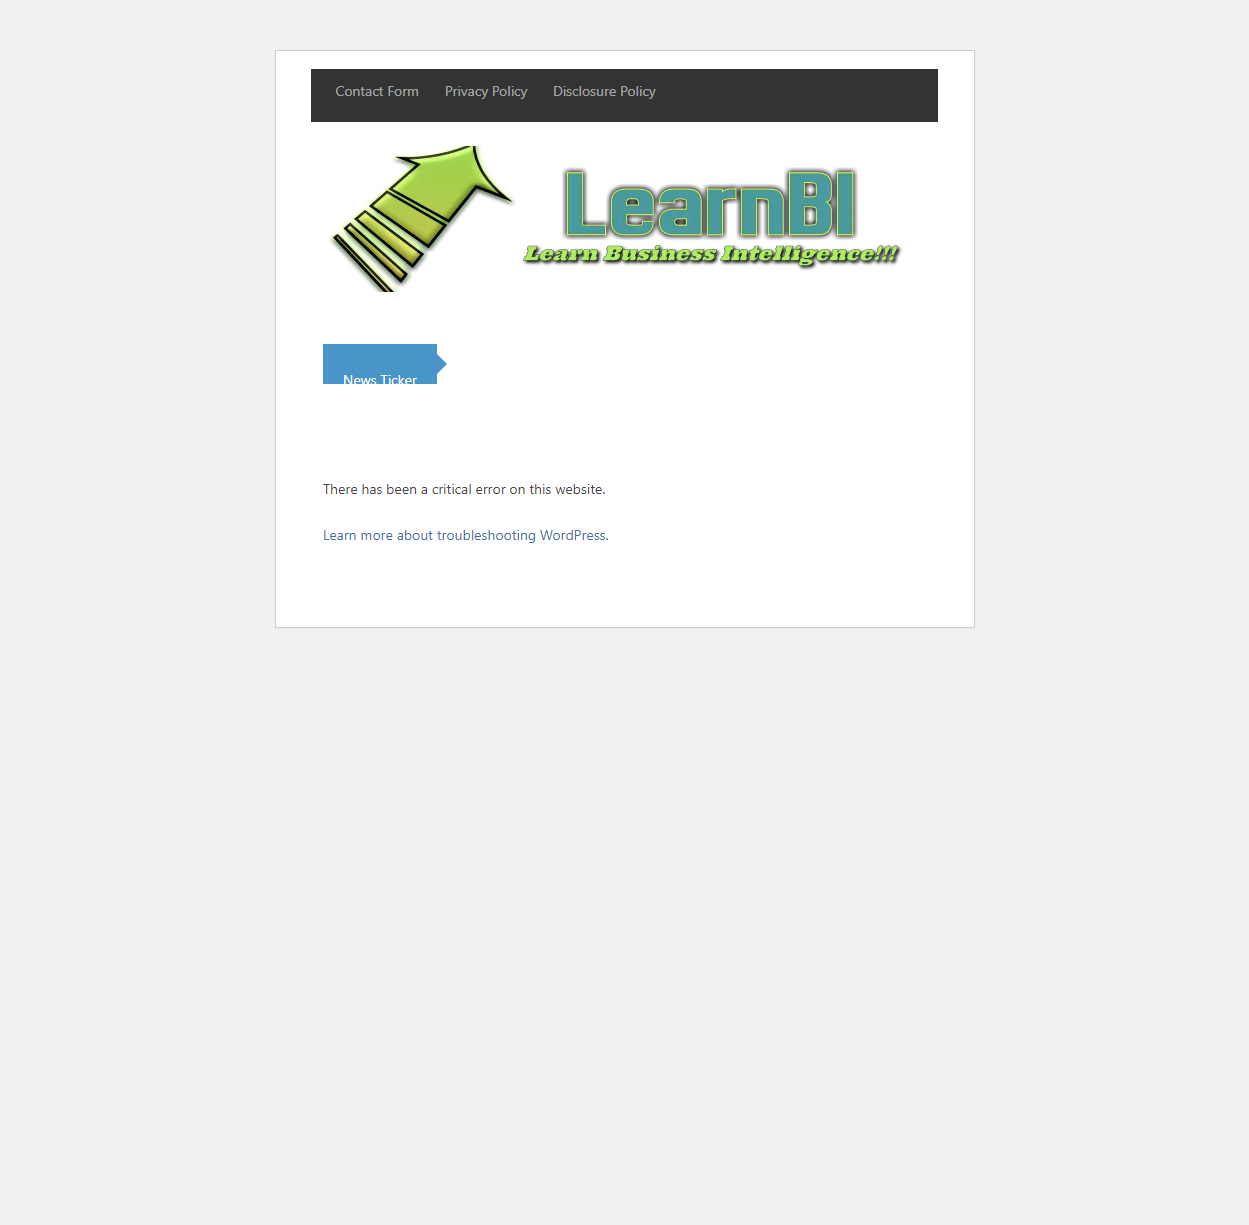 Contact Form Privacy Policy Disclosure Policy
LearnBI
Learn Business Intelligence!!!
News Ticker
There has been a critical error on this website.
Learn more about troubleshooting WordPress.